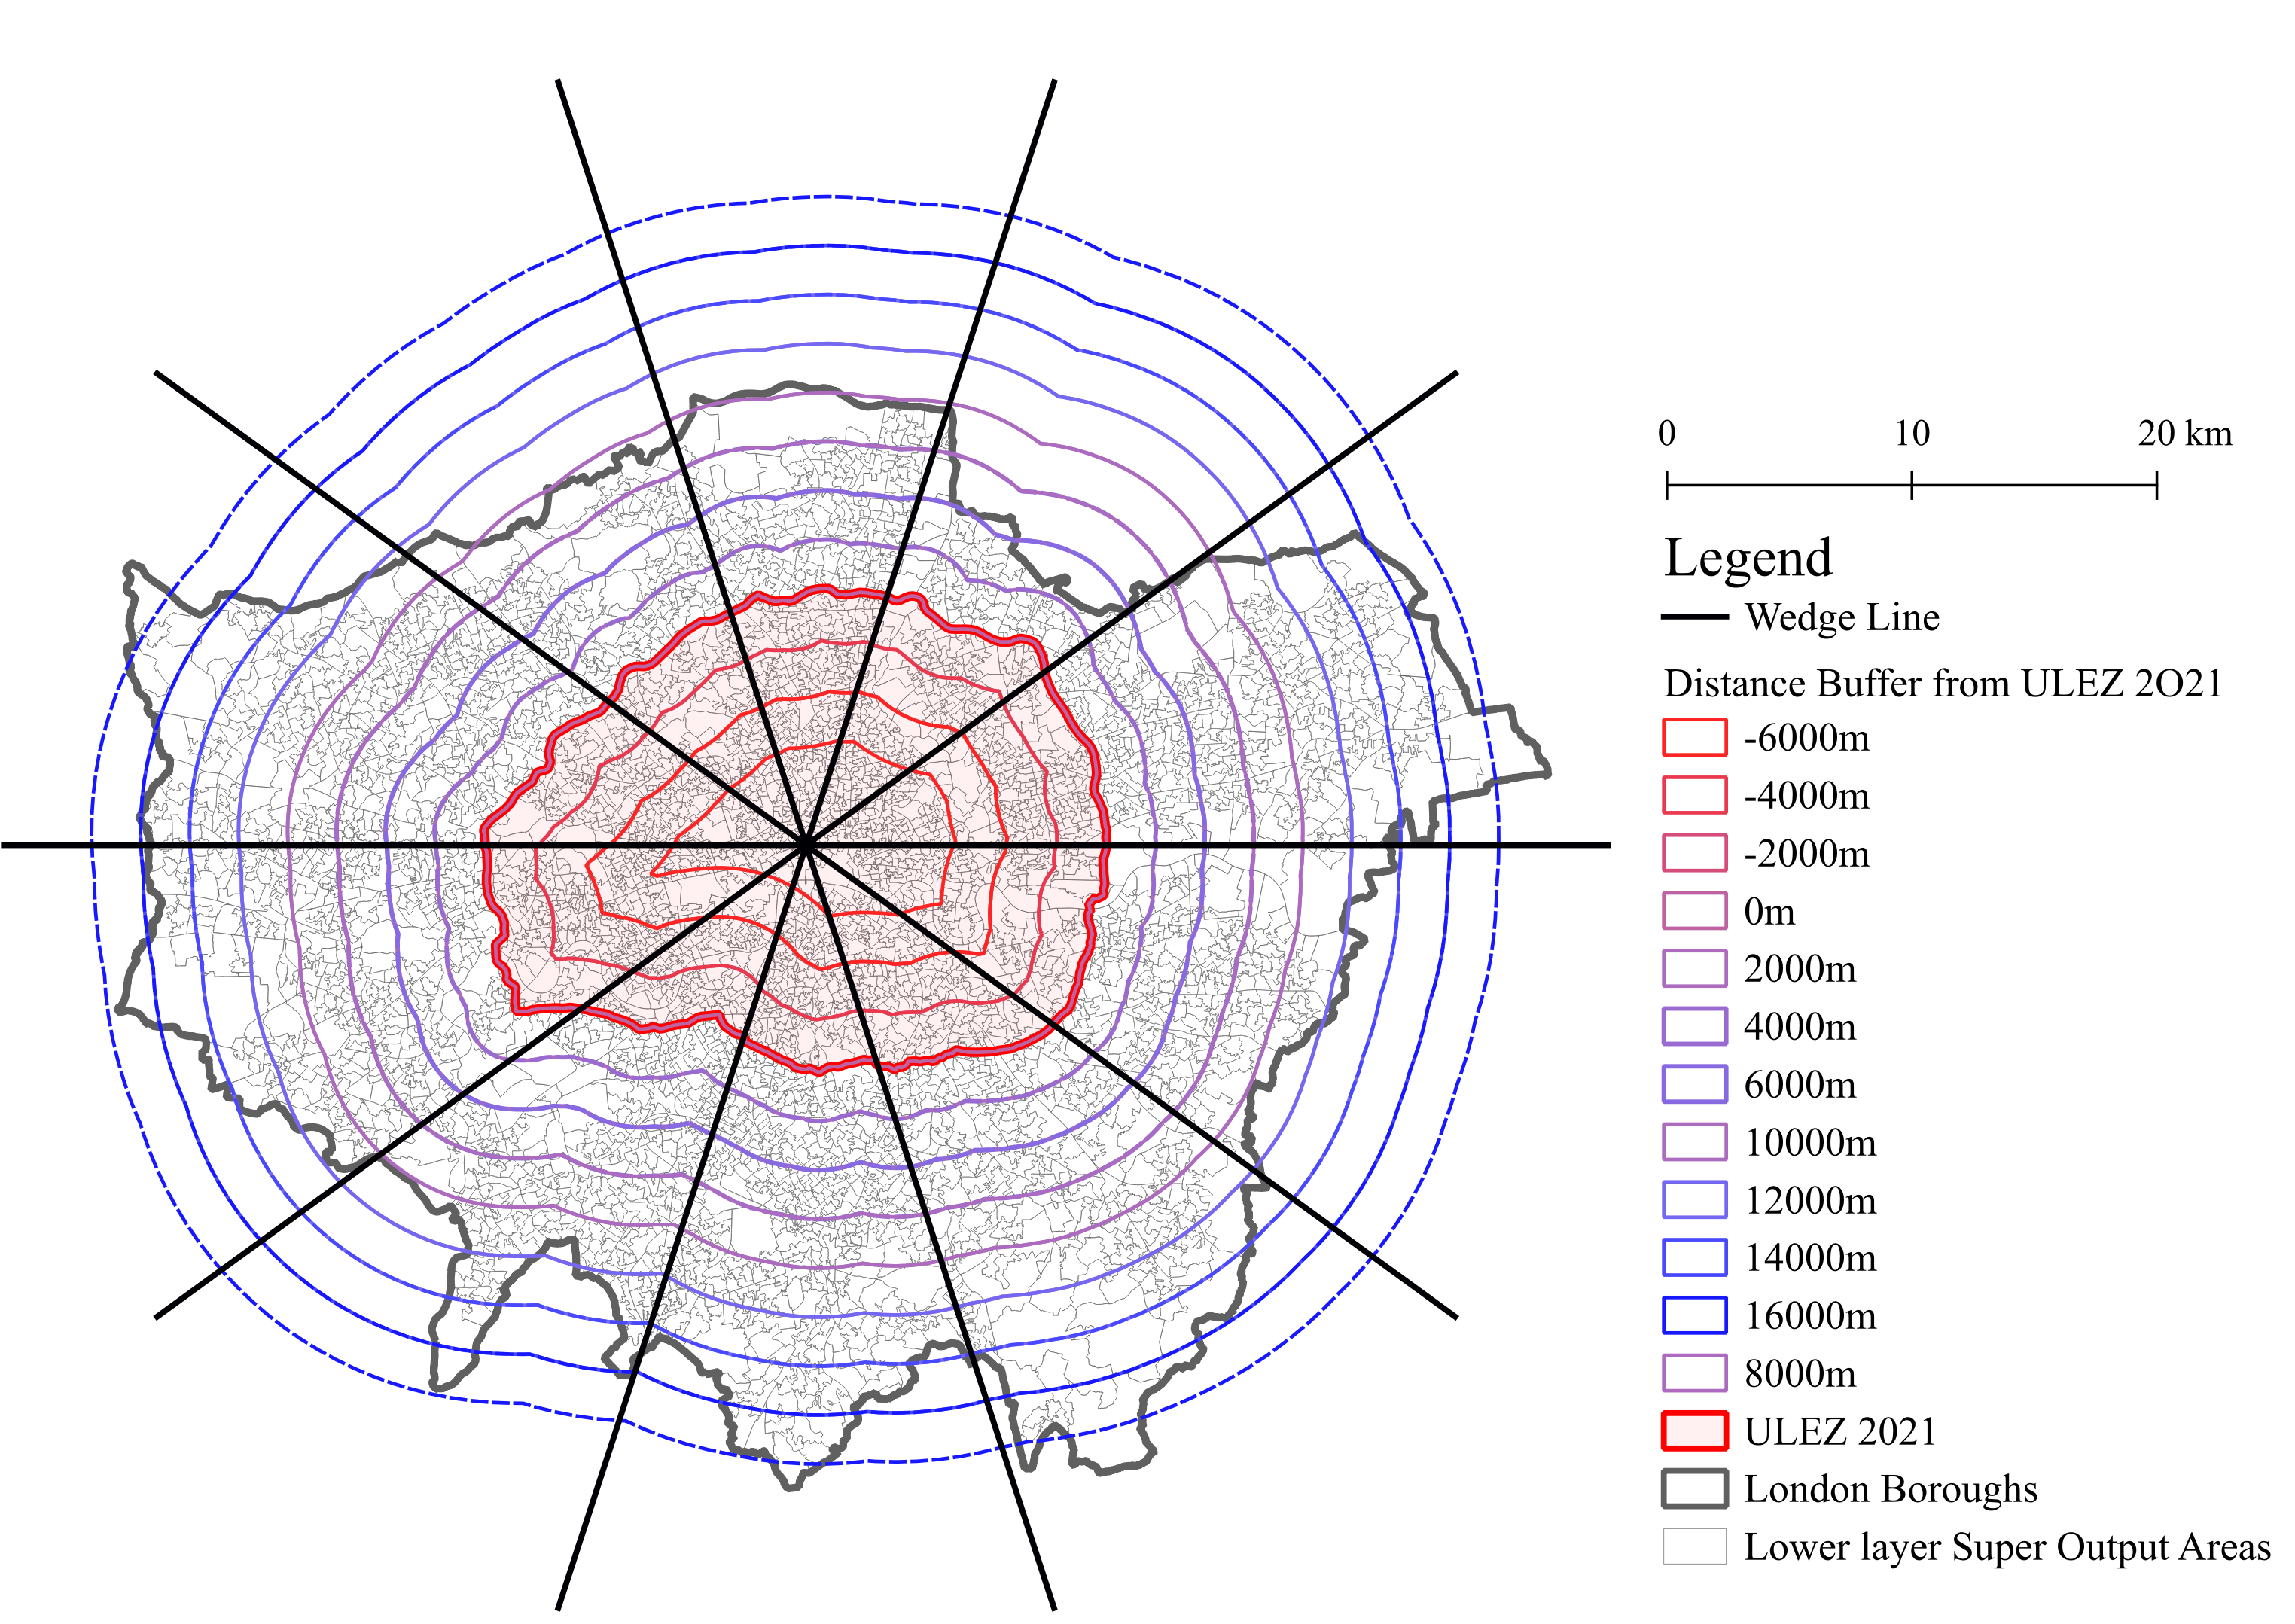 0 10 20 km
Legend
Wedge Line
Distance Buffer from ULEZ 2O21
-6000m
-4000m
-2000m
0m
2000m
4000m
6000m
10000m
12000m
14000m
16000m
8000m
ULEZ 2021
London Boroughs
Lower layer Super Output Areas